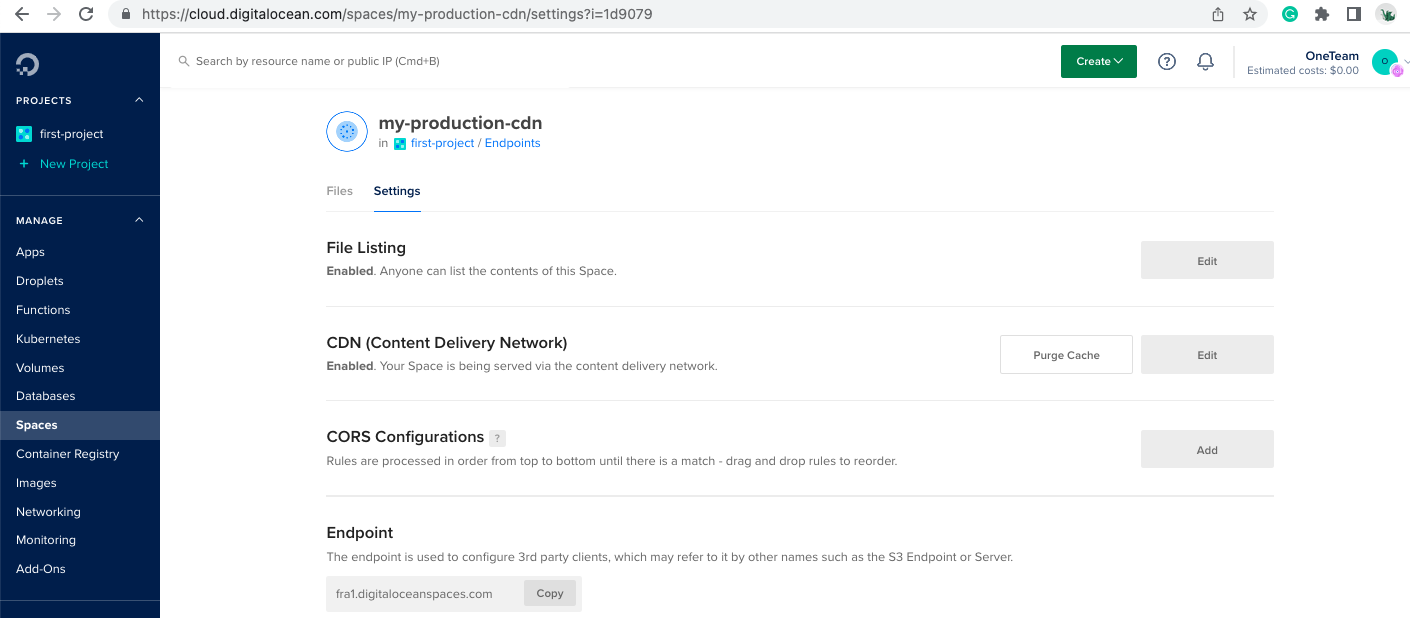 https://cloud.digitalocean.com/spaces/my-production-cdn/settings?i=1d9079
Search by resource name or public IP (Cmd+B)
Create
?
OneTeam
Estimated costs: $0.00
O
PROJECTS
first-project
+ New Project
MANAGE
Apps
Droplets
Functions
Kubernetes
Volumes
Databases
Spaces
Container Registry
Images
Networking
Monitoring
Add-Ons
my-production-cdn
in first-project / Endpoints
Files Settings
File Listing
Enabled. Anyone can list the contents of this Space.
Edit
CDN (Content Delivery Network)
Enabled. Your Space is being served via the content delivery network.
Purge Cache Edit
CORS Configurations ?
Rules are processed in order from top to bottom until there is a match - drag and drop rules to reorder.
Add
Endpoint
The endpoint is used to configure 3rd party clients, which may refer to it by other names such as the S3 Endpoint or Server.
fra1.digitaloceanspaces.com Copy